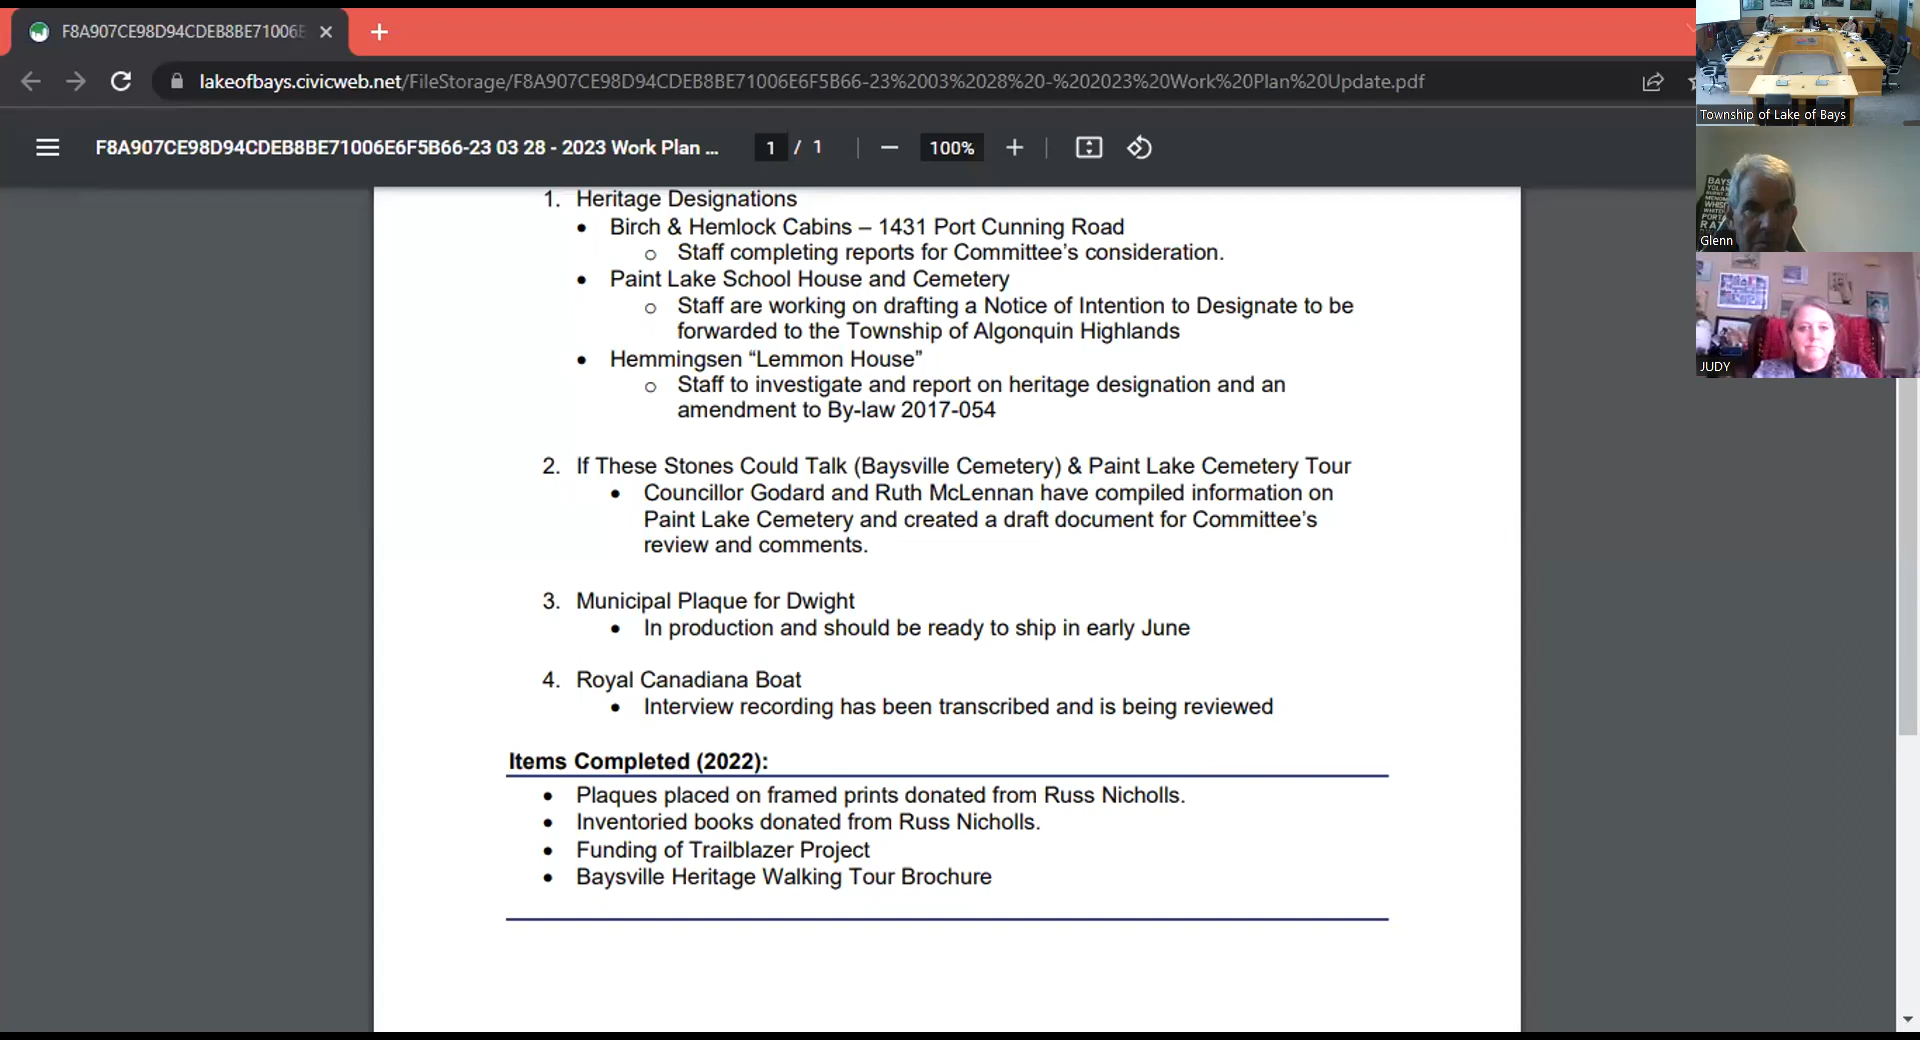 F8A907CE98D94CDEB8BE71006E
lakeofbays.civicweb.net/FileStorage/F8A907CE98D94CDEB8BE71006E6F5B66-23%2003%2028%20-%202023%20Work%20Plan%20Update.pdf
F8A907CE98D94CDEB8BE71006E6F5B66-23 03 28 - 2023 Work Plan ...
1 / 1
100%
1. Heritage Designations
• Birch & Hemlock Cabins – 1431 Port Cunning Road
o Staff completing reports for Committee's consideration.
• Paint Lake School House and Cemetery
o Staff are working on drafting a Notice of Intention to Designate to be
forwarded to the Township of Algonquin Highlands
• Hemmingsen “Lemmon House”
o Staff to investigate and report on heritage designation and an
amendment to By-law 2017-054
2. If These Stones Could Talk (Baysville Cemetery) & Paint Lake Cemetery Tour
• Councillor Godard and Ruth McLennan have compiled information on
Paint Lake Cemetery and created a draft document for Committee's
review and comments.
3. Municipal Plaque for Dwight
• In production and should be ready to ship in early June
4. Royal Canadiana Boat
• Interview recording has been transcribed and is being reviewed
Items Completed (2022):
• Plaques placed on framed prints donated from Russ Nicholls.
• Inventoried books donated from Russ Nicholls.
• Funding of Trailblazer Project
• Baysville Heritage Walking Tour Brochure
Township of Lake of Bays
Glenn
JUDY